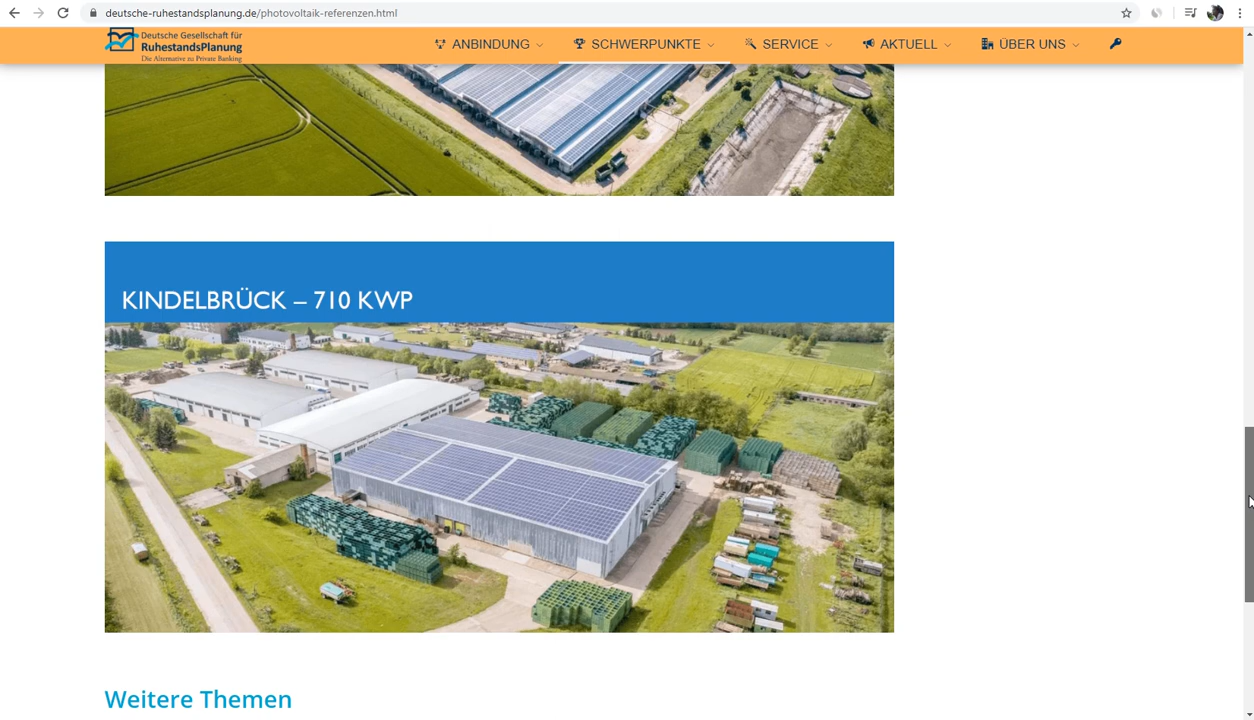 deutsche-ruhestandsplanung.de/photovoltaik-referenzen.html
Deutsche Gesellschaft für
RuhestandsPlanung
Die Alternative zu Private Banking
ANBINDUNG
SCHWERPUNKTE
SERVICE
AKTUELL
ÜBER UNS
KINDELBRÜCK – 710 KWP
Weitere Themen